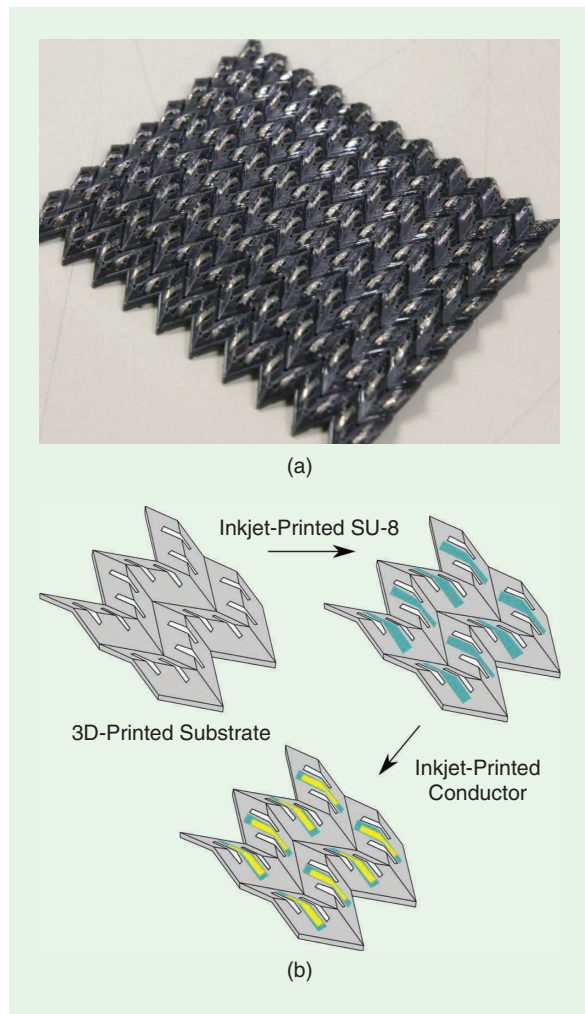 (a)
Inkjet-Printed SU-8
3D-Printed Substrate
Inkjet-Printed
Conductor
(b)